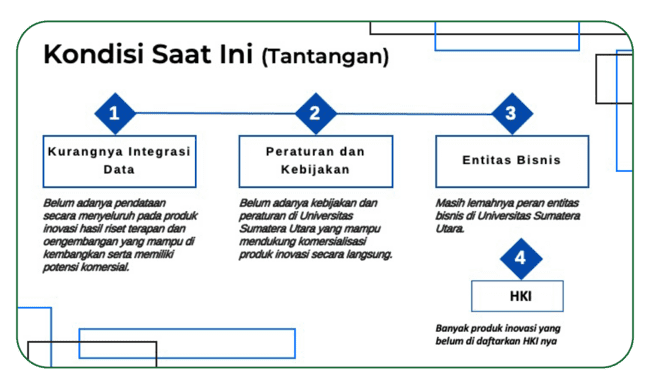 Kondisi Saat Ini (Tantangan)
1
Kurangnya Integrasi
Data
Belum adanya pendataan
secara menyeluruh pada produk
inovasi hasil riset terapan dan
oengembangan yang mampu di
kembangkan serta memiliki
potensi komersial.
2
Peraturan dan
Kebijakan
Belum adanya kebijakan dan
peraturan di Universitas
Sumatera Utara yang mampu
mendukung komersialisasi
produk inovasi secara langsung.
3
Entitas Bisnis
Masih lemahnya peran entitas
bisnis di Universitas Sumatera
Utara.
4
HKI
Banyak produk inovasi yang
belum di daftarkan HKI nya